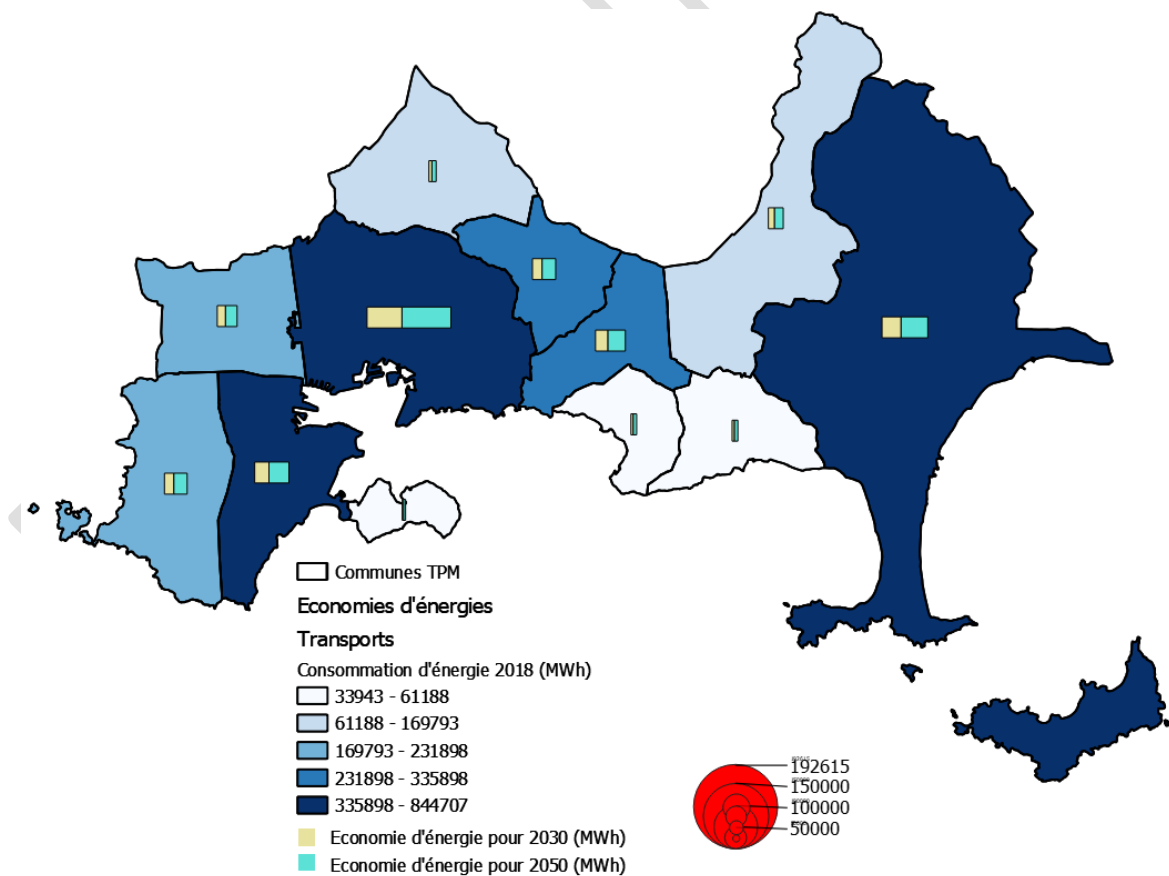 Communes TPM
Economies d'énergies
Transports
Consommation d'énergie 2018 (MWh)
33943 - 61188
61188 - 169793
169793 - 231898
231898 - 335898
335898 - 844707
Economie d'énergie pour 2030 (MWh)
Economie d'énergie pour 2050 (MWh)
192615
150000
100000
50000